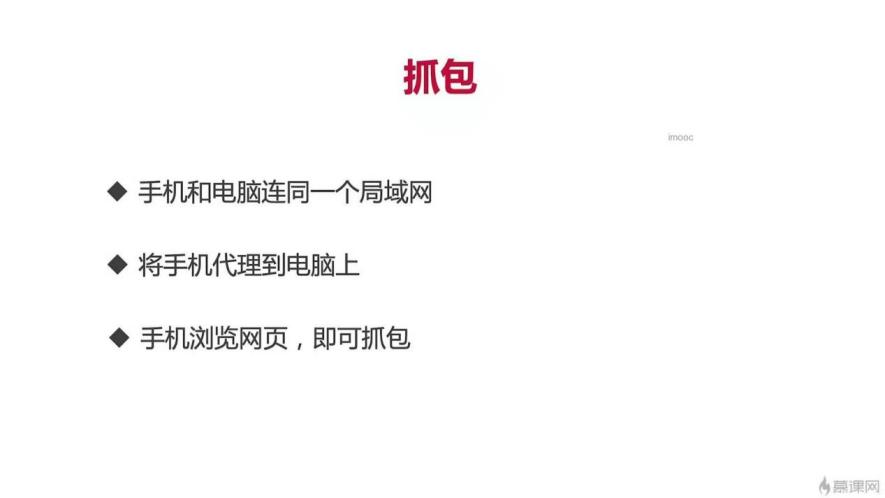 抓包
imooc
手机和电脑连同一个局域网
将手机代理到电脑上
手机浏览网页，即可抓包
慕课网